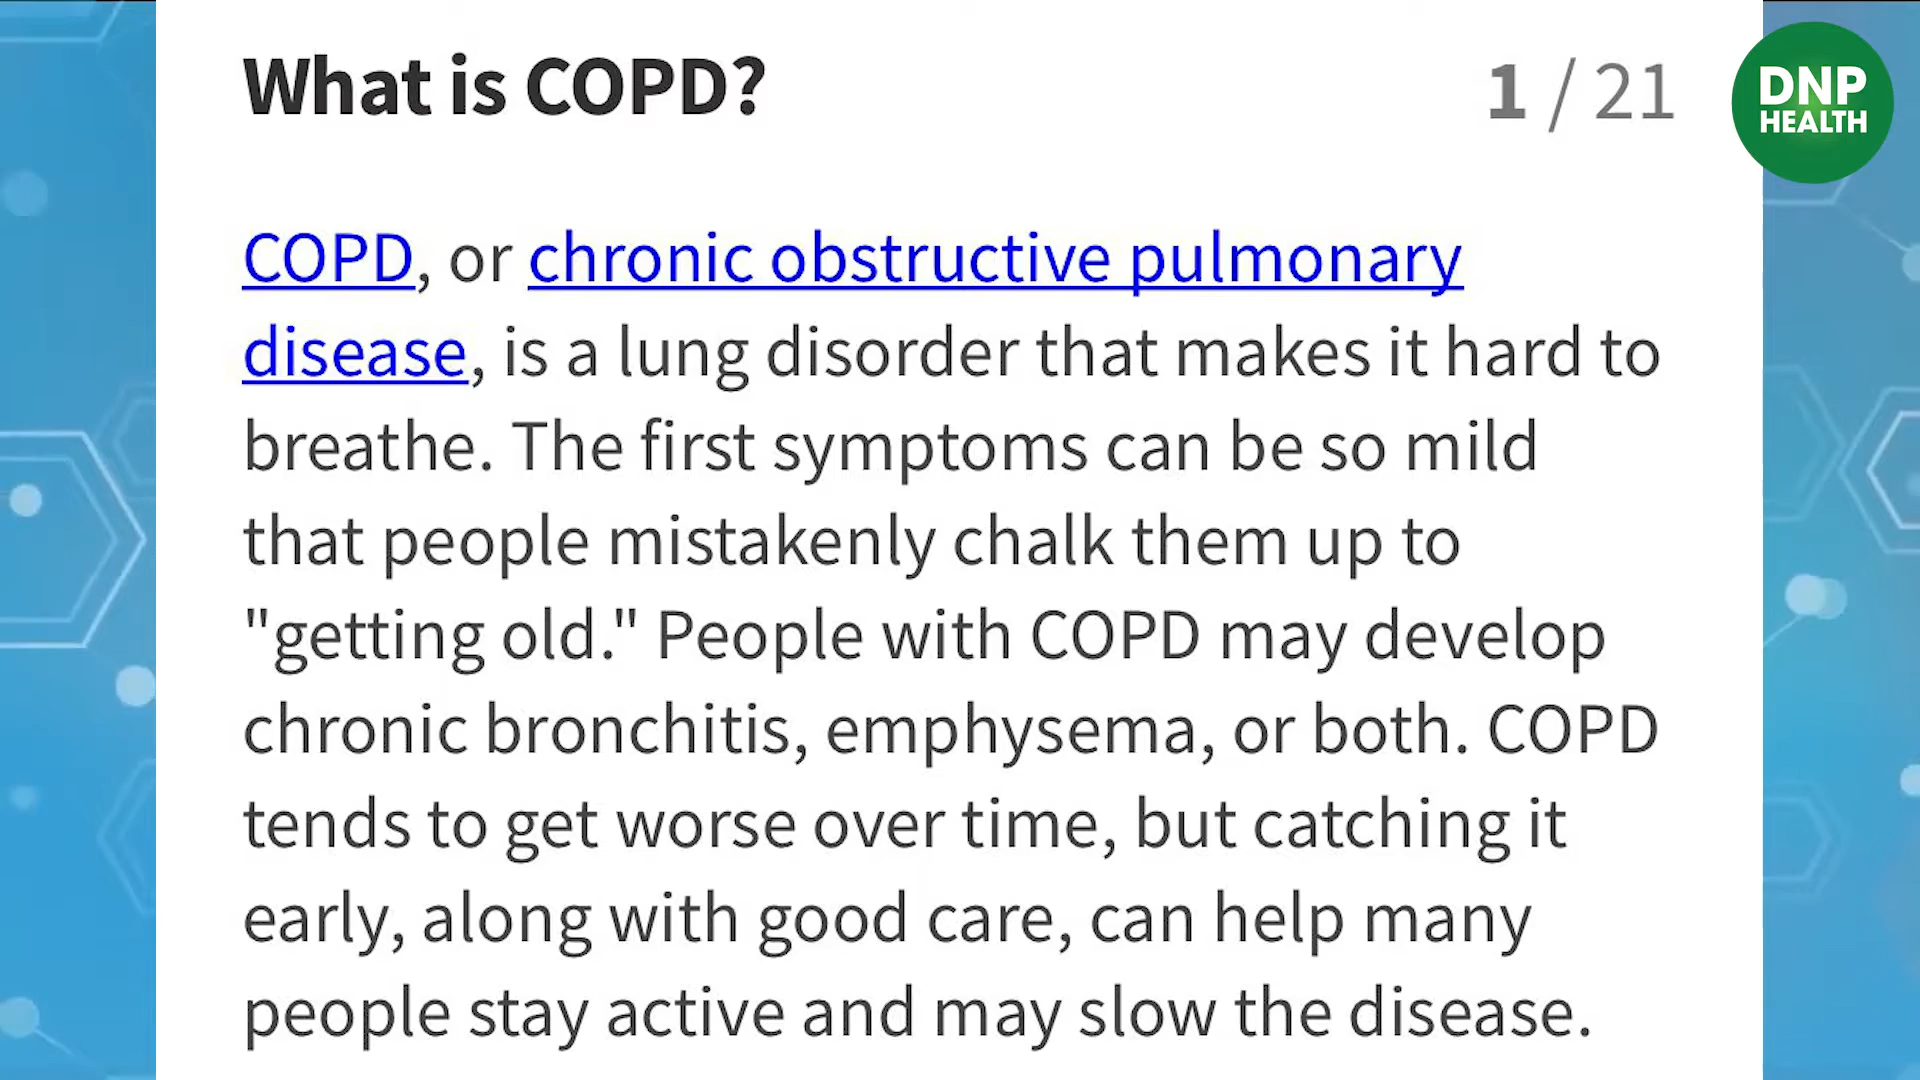 What is COPD?
1 / 21
DNP
HEALTH
COPD, or chronic obstructive pulmonary
disease, is a lung disorder that makes it hard to
breathe. The first symptoms can be so mild
that people mistakenly chalk them up to
"getting old." People with COPD may develop
chronic bronchitis, emphysema, or both. COPD
tends to get worse over time, but catching it
early, along with good care, can help many
people stay active and may slow the disease.